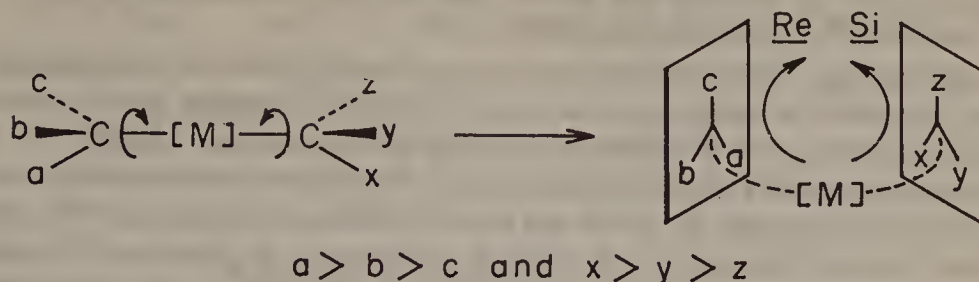 Re Si
c z c z
b C [M] C y a x
a x b [M] y
a > b > c and x > y > z